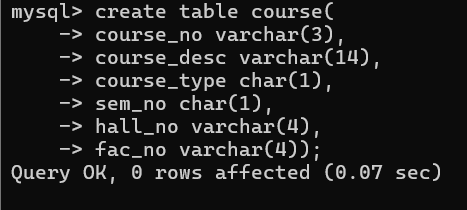 mysql> create table course(
    -> course_no varchar(3),
    -> course_desc varchar(14),
    -> course_type char(1),
    -> sem_no char(1),
    -> hall_no varchar(4),
    -> fac_no varchar(4));
Query OK, 0 rows affected (0.07 sec)